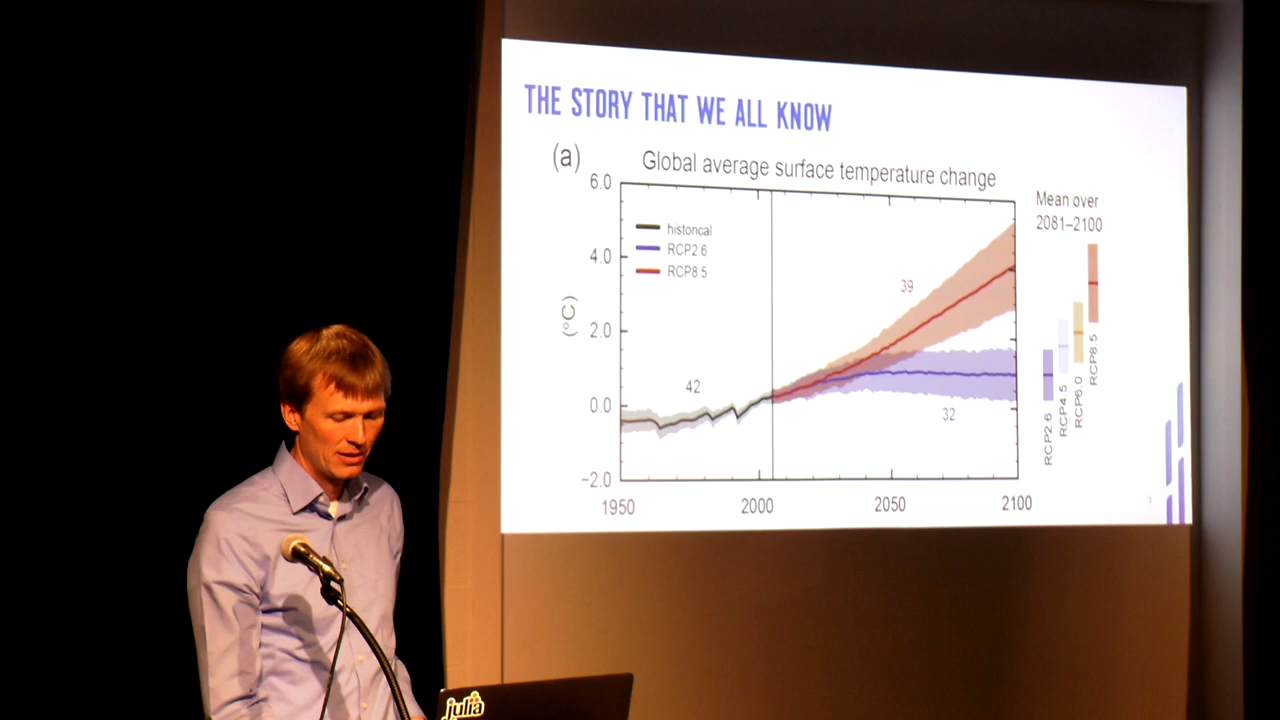 THE STORY THAT WE ALL KNOW
(a)
Global average surface temperature change
Mean over
2081–2100
6.0
4.0
2.0
0.0
−2.0
(°C)
historical
RCP2.6
RCP8.5
39
42
32
1950
2000
2050
2100
RCP2.6
RCP4.5
RCP6.0
RCP8.5
julia